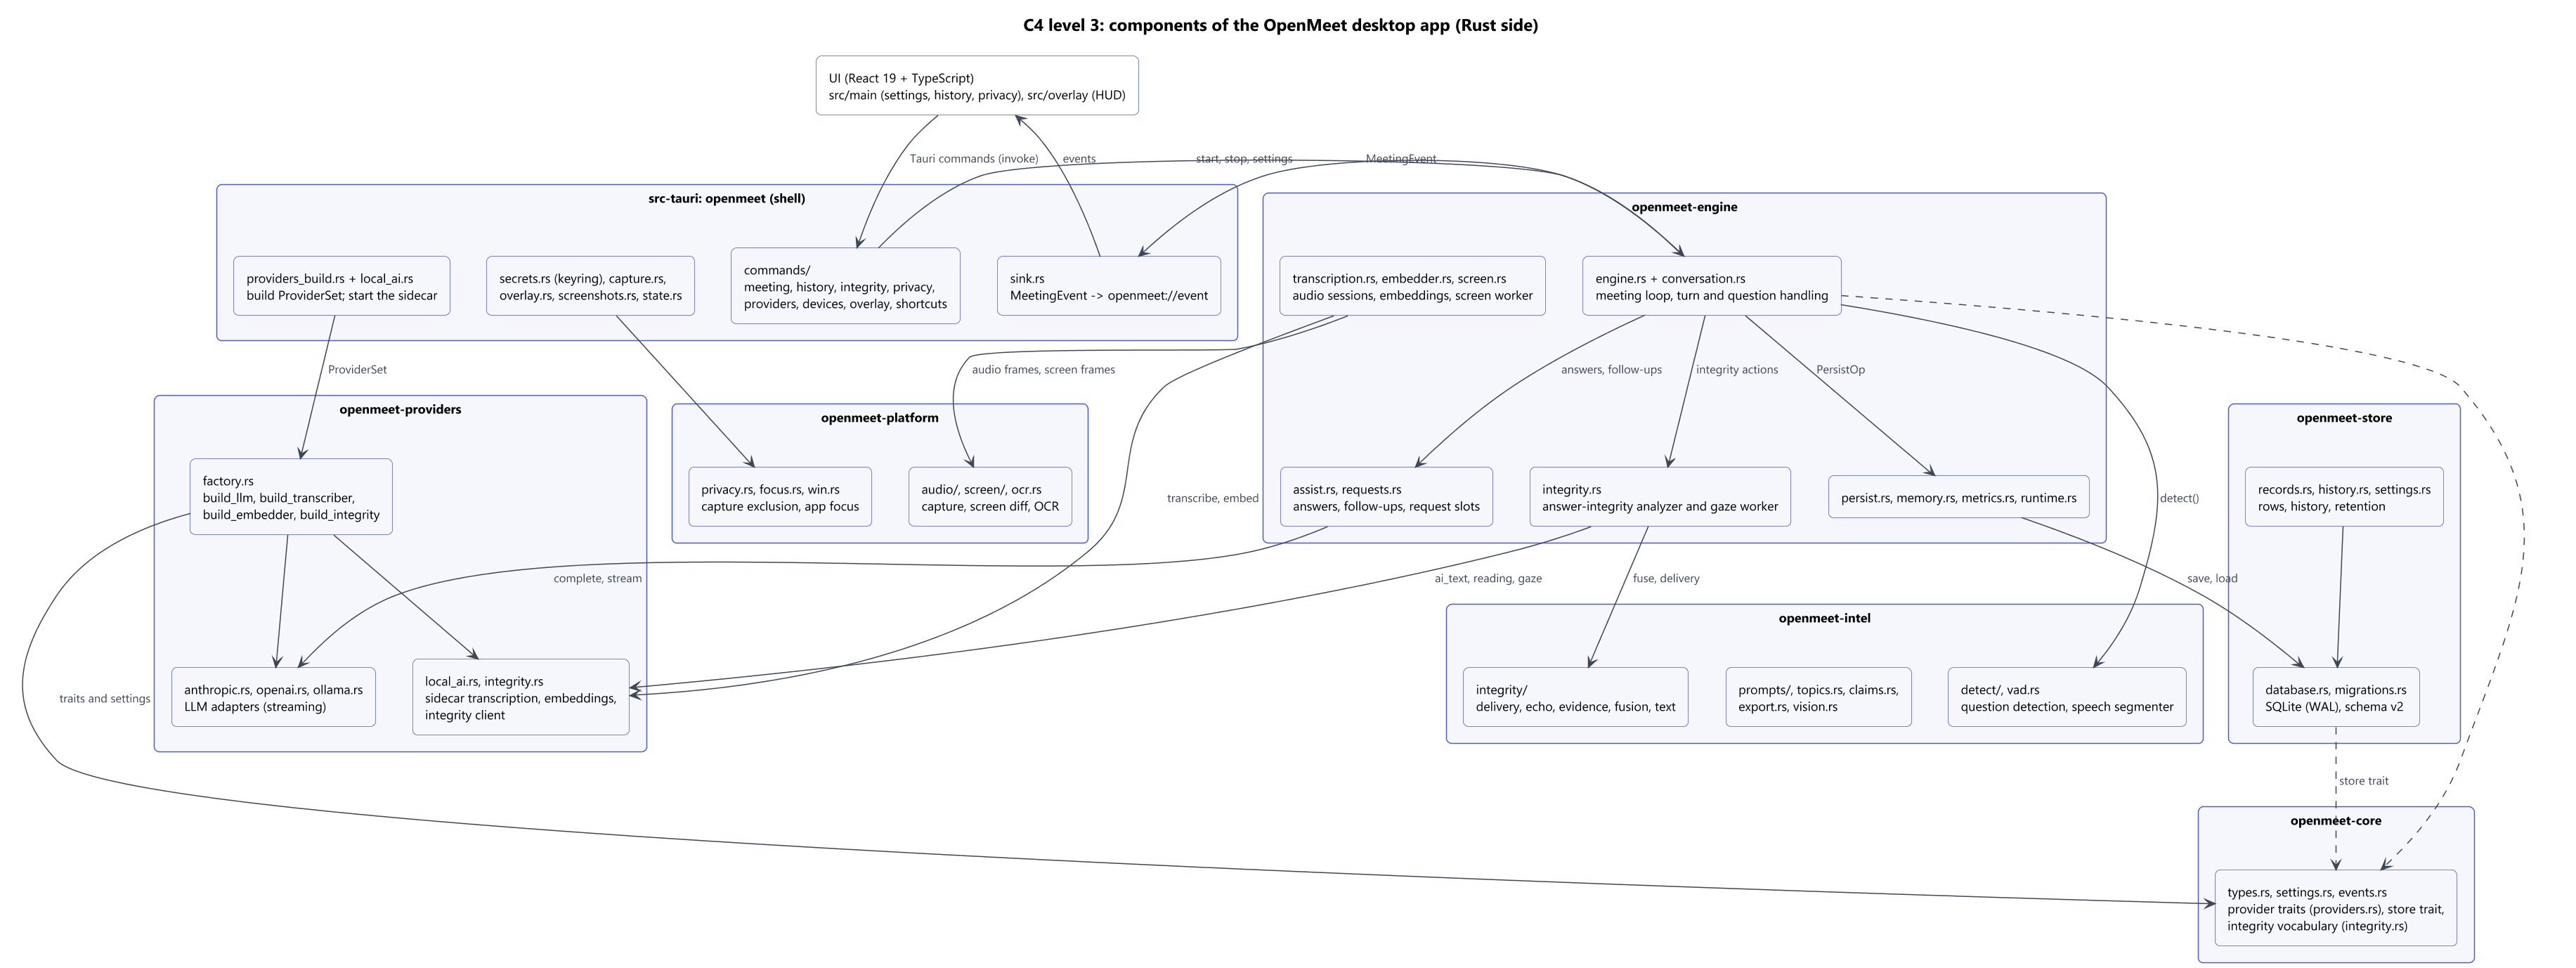 C4 level 3: components of the OpenMeet desktop app (Rust side)
UI (React 19 + TypeScript)
src/main (settings, history, privacy), src/overlay (HUD)
Tauri commands (invoke)
events
start, stop, settings
MeetingEvent
src-tauri: openmeet (shell)
providers_build.rs + local_ai.rs
build ProviderSet; start the sidecar
secrets.rs (keyring), capture.rs,
overlay.rs, screenshots.rs, state.rs
commands/
meeting, history, integrity, privacy,
providers, devices, overlay, shortcuts
sink.rs
MeetingEvent -> openmeet://event
openmeet-engine
transcription.rs, embedder.rs, screen.rs
audio sessions, embeddings, screen worker
engine.rs + conversation.rs
meeting loop, turn and question handling
ProviderSet
audio frames, screen frames
answers, follow-ups
integrity actions
PersistOp
openmeet-providers
factory.rs
build_llm, build_transcriber,
build_embedder, build_integrity
openmeet-platform
privacy.rs, focus.rs, win.rs
capture exclusion, app focus
audio/, screen/, ocr.rs
capture, screen diff, OCR
transcribe, embed
assist.rs, requests.rs
answers, follow-ups, request slots
integrity.rs
answer-integrity analyzer and gaze worker
persist.rs, memory.rs, metrics.rs, runtime.rs
detect()
openmeet-store
records.rs, history.rs, settings.rs
rows, history, retention
complete, stream
ai_text, reading, gaze
fuse, delivery
save, load
traits and settings
anthropic.rs, openai.rs, ollama.rs
LLM adapters (streaming)
local_ai.rs, integrity.rs
sidecar transcription, embeddings,
integrity client
openmeet-intel
integrity/
delivery, echo, evidence, fusion, text
prompts/, topics.rs, claims.rs,
export.rs, vision.rs
detect/, vad.rs
question detection, speech segmenter
database.rs, migrations.rs
SQLite (WAL), schema v2
store trait
openmeet-core
types.rs, settings.rs, events.rs
provider traits (providers.rs), store trait,
integrity vocabulary (integrity.rs)